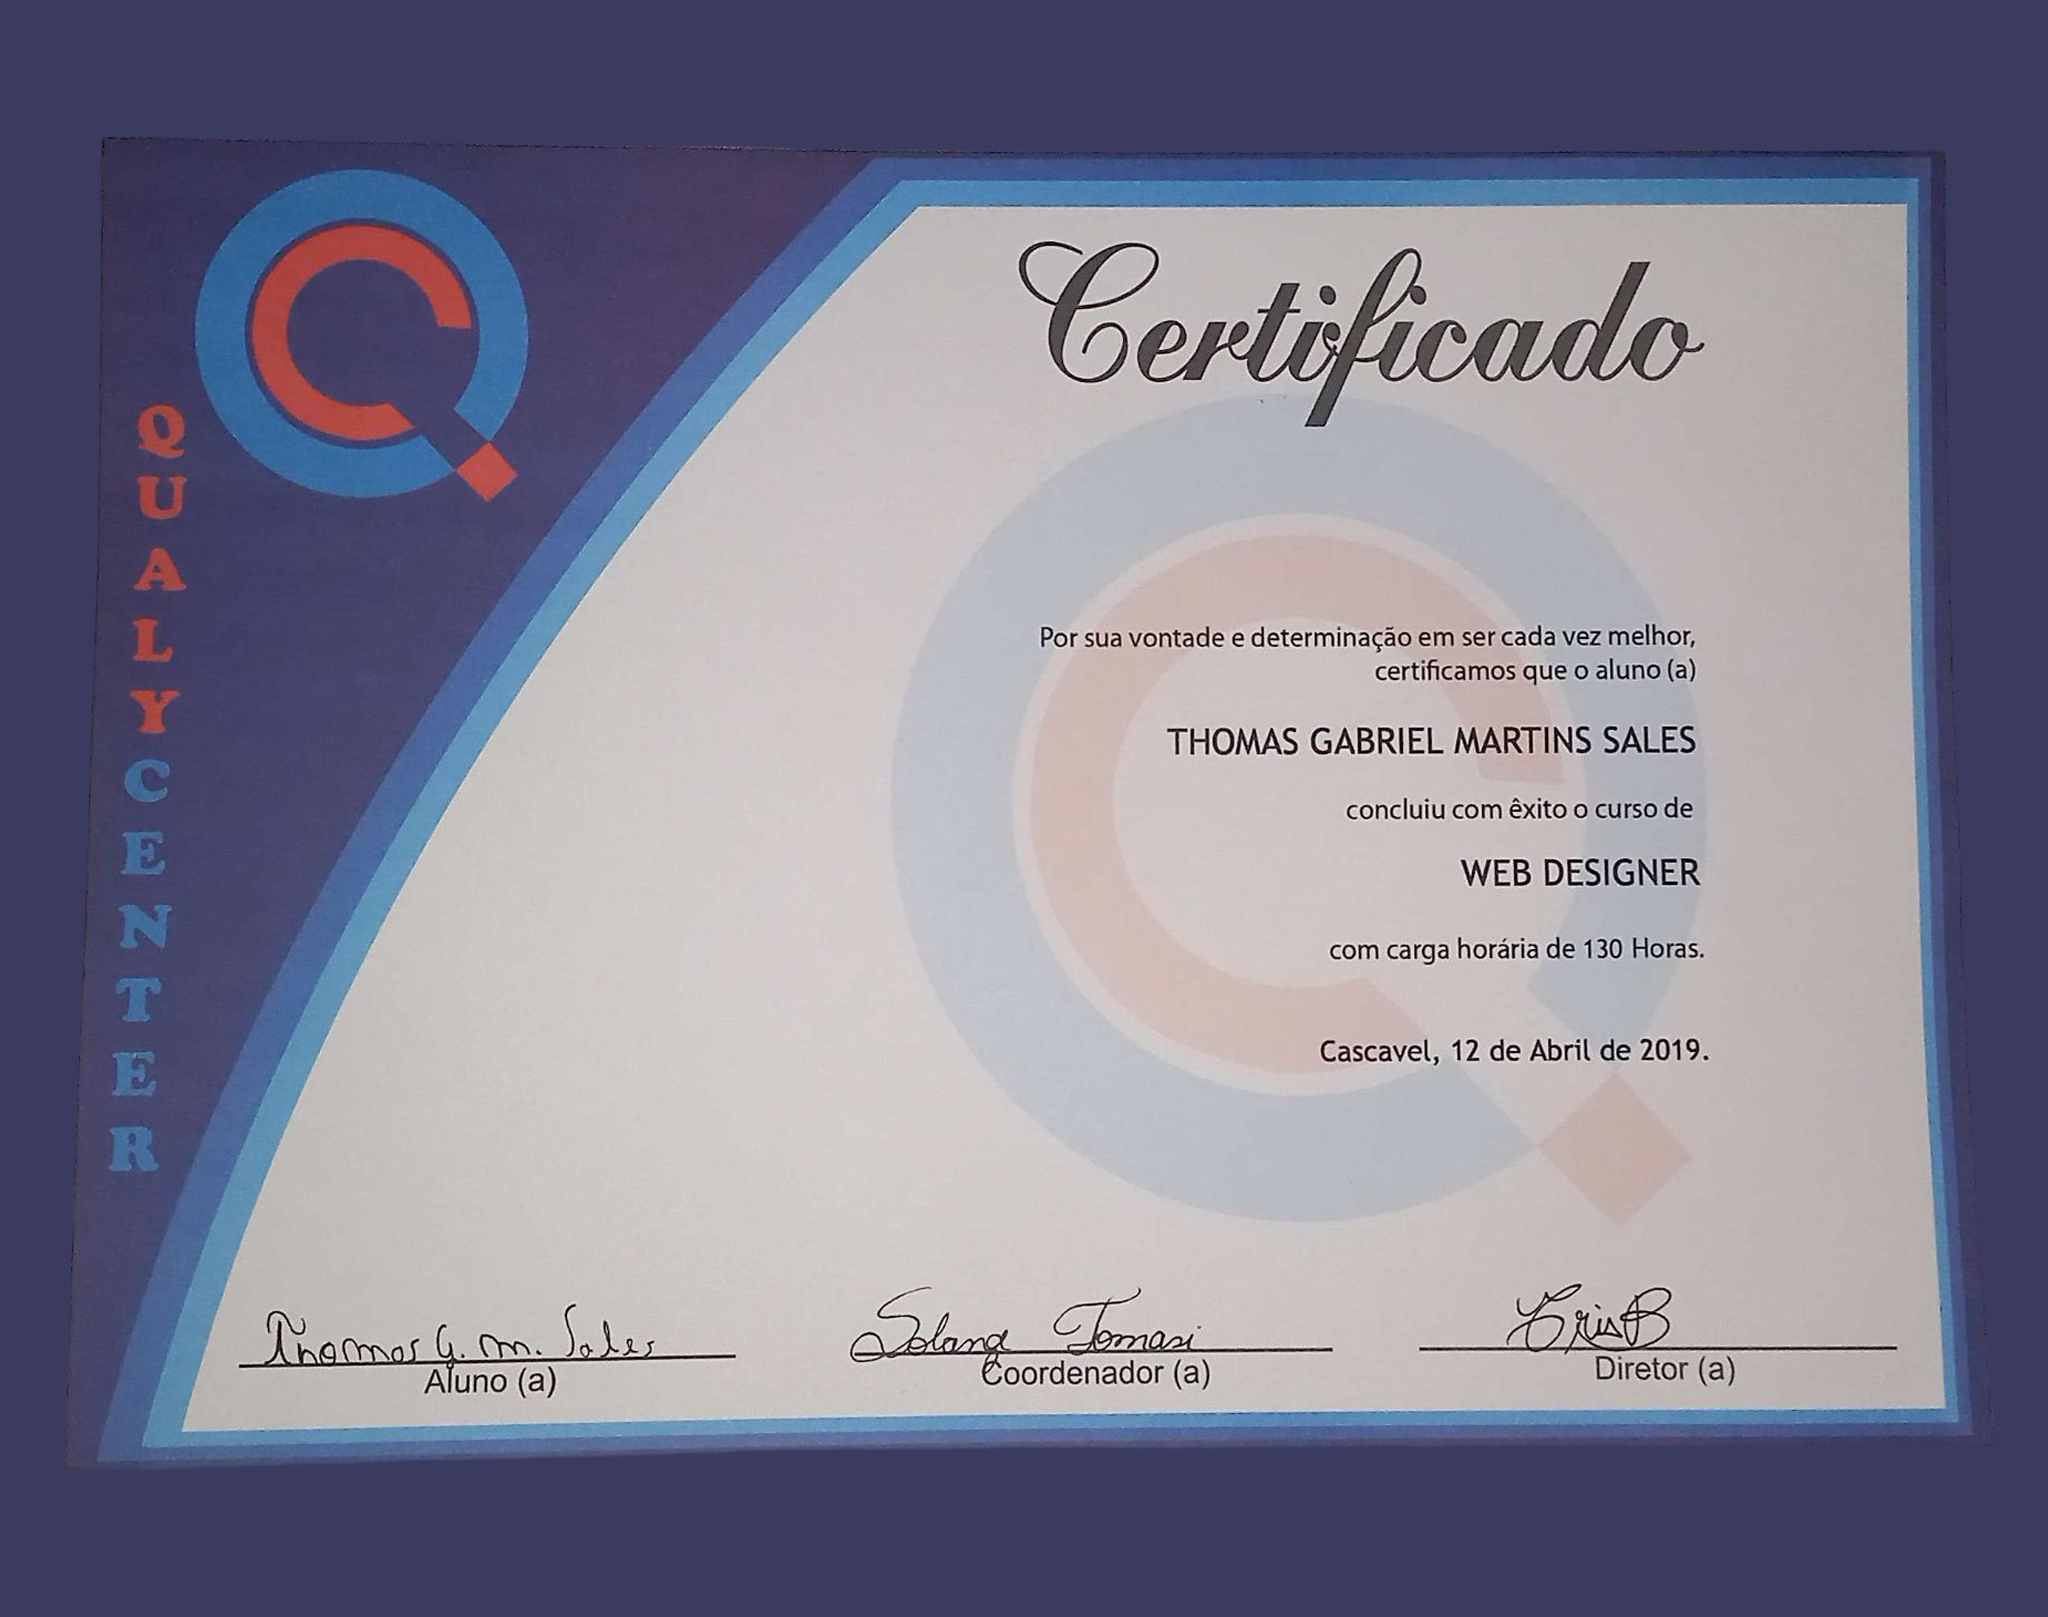 QUALYCENTER
Certificado
Por sua vontade e determinação em ser cada vez melhor,
certificamos que o aluno (a)
THOMAS GABRIEL MARTINS SALES
concluiu com êxito o curso de
WEB DESIGNER
com carga horária de 130 Horas.
Cascavel, 12 de Abril de 2019.
Thomas G. M. Sales Solange Tomasi Cris B
Aluno (a) Coordenador (a) Diretor (a)